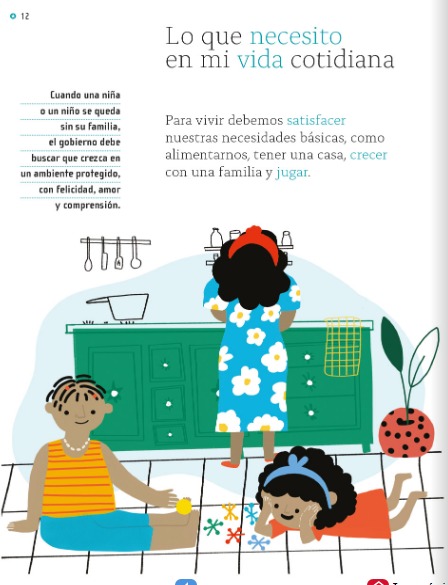 12
Lo que necesito
en mi vida cotidiana
Cuando una niña
o un niño se queda
sin su familia,
el gobierno debe
buscar que crezca en
un ambiente protegido,
con felicidad, amor
y comprensión.
Para vivir debemos satisfacer
nuestras necesidades básicas, como
alimentarnos, tener una casa, crecer
con una familia y jugar.